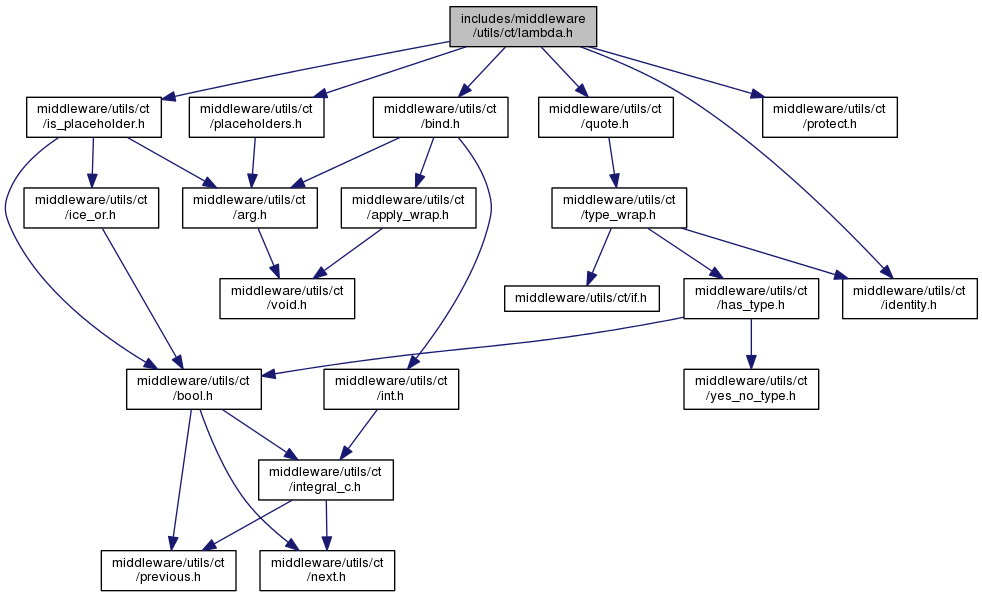 includes/middleware
/utils/ct/lambda.h
middleware/utils/ct
/is_placeholder.h
middleware/utils/ct
/placeholders.h
middleware/utils/ct
/bind.h
middleware/utils/ct
/quote.h
middleware/utils/ct
/protect.h
middleware/utils/ct
/ice_or.h
middleware/utils/ct
/arg.h
middleware/utils/ct
/apply_wrap.h
middleware/utils/ct
/type_wrap.h
middleware/utils/ct
/void.h
middleware/utils/ct/if.h
middleware/utils/ct
/has_type.h
middleware/utils/ct
/identity.h
middleware/utils/ct
/bool.h
middleware/utils/ct
/int.h
middleware/utils/ct
/yes_no_type.h
middleware/utils/ct
/integral_c.h
middleware/utils/ct
/previous.h
middleware/utils/ct
/next.h